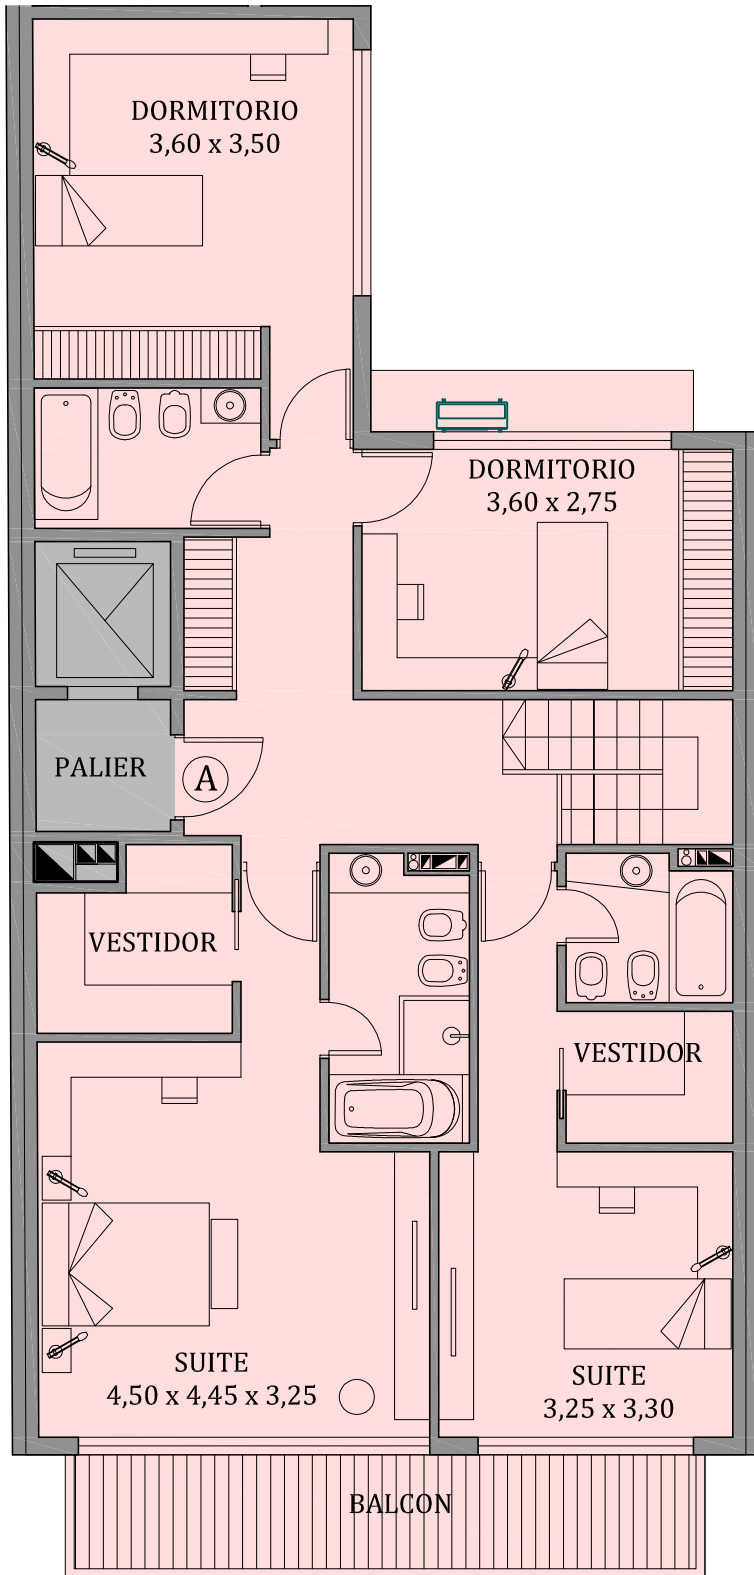 DORMITORIO
3,60 x 3,50
DORMITORIO
3,60 x 2,75
PALIER
A
VESTIDOR
VESTIDOR
SUITE
4,50 x 4,45 x 3,25
SUITE
3,25 x 3,30
BALCON